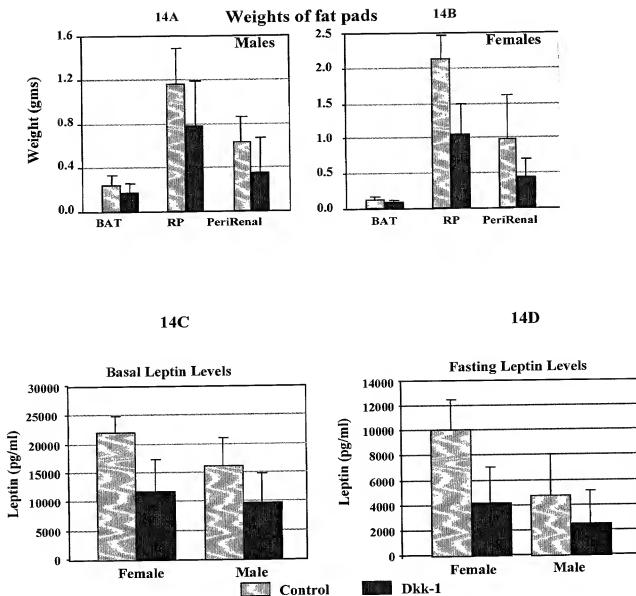 14A Weights of fat pads 14B
Males
Females
Weight (gms)
1.6
1.2
0.8
0.4
0.0
BAT RP PeriRenal
2.5
2.0
1.5
1.0
0.5
0.0
BAT RP PeriRenal
14C
14D
Basal Leptin Levels
Leptin (pg/ml)
30000
25000
20000
15000
10000
5000
0
Female Male
Fasting Leptin Levels
Leptin (pg/ml)
14000
12000
10000
8000
6000
4000
2000
0
Female Male
Control Dkk-1